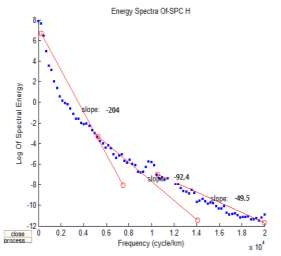 Energy Spectra Of-SPC H
8
6
4
2
0
-2
-4
-6
-8
-10
-12
Log Of Spectral Energy
slope: -204
slope: -92.4
slope: -49.5
0 0.2 0.4 0.6 0.8 1 1.2 1.4 1.6 1.8 2
Frequency (cycle/km)
x 10^4
close
process...